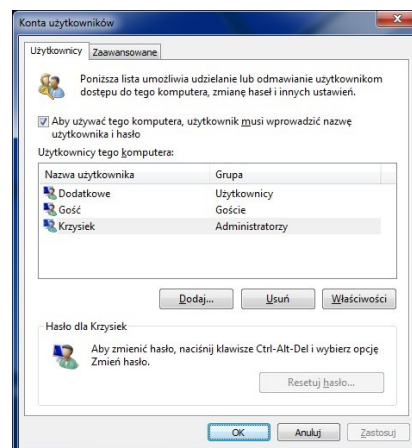 Konta użytkowników
Użytkownicy Zaawansowane
Poniższa lista umożliwia udzielanie lub odmawianie użytkownikom
dostępu do tego komputera, zmianę haseł i innych ustawień.
Aby używać tego komputera, użytkownik musi wprowadzić nazwę
użytkownika i hasło
Użytkownicy tego komputera:
Nazwa użytkownika Grupa
Dodatkowe Użytkownicy
Gość Goście
Krzysiek Administratorzy
Dodaj... Usuń Właściwości
Hasło dla Krzysiek
Aby zmienić hasło, naciśnij klawisze Ctrl-Alt-Del i wybierz opcję
Zmień hasło.
Resetuj hasło...
OK Anuluj Zastosuj